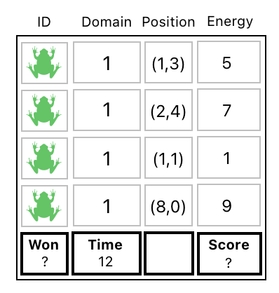 ID Domain Position Energy
1 (1,3) 5
1 (2,4) 7
1 (1,1) 1
1 (8,0) 9
Won Time Score
? 12 ?